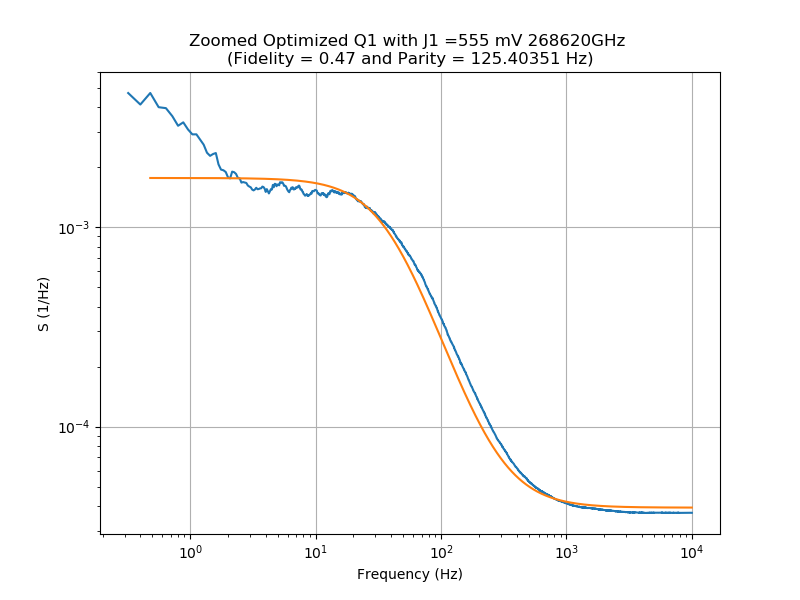 Zoomed Optimized Q1 with J1 =555 mV 268620GHz
(Fidelity = 0.47 and Parity = 125.40351 Hz)
10⁻³
S (1/Hz)
10⁻⁴
10⁰ 10¹ 10² 10³ 10⁴
Frequency (Hz)